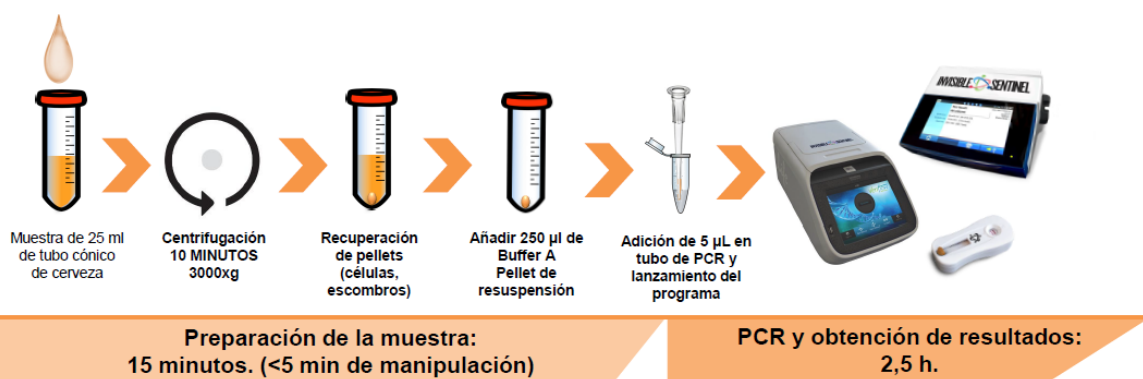 INVISIBLE SENTINEL
Muestra de 25 ml
de tubo cónico
de cerveza
Centrifugación
10 MINUTOS
3000xg
Recuperación
de pellets
(células,
escombros)
Añadir 250 µl de
Buffer A
Pellet de
resuspensión
Adición de 5 µL en
tubo de PCR y
lanzamiento del
programa
Preparación de la muestra:
15 minutos. (<5 min de manipulación)
PCR y obtención de resultados:
2,5 h.